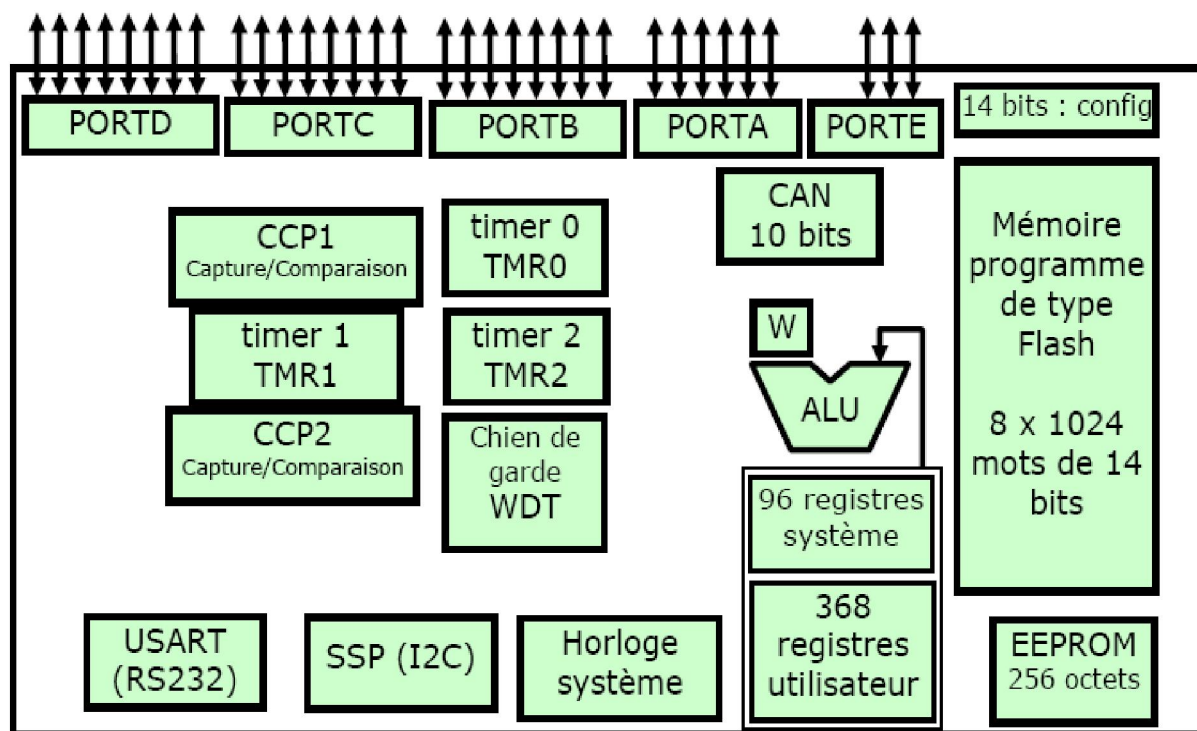 PORTD
PORTC
PORTB
PORTA
PORTE
14 bits : config
CAN
10 bits
Mémoire
programme
de type
Flash
8 x 1024
mots de 14
bits
CCP1
Capture/Comparaison
timer 0
TMR0
timer 1
TMR1
timer 2
TMR2
W
ALU
CCP2
Capture/Comparaison
Chien de
garde
WDT
96 registres
système
368
registres
utilisateur
USART
(RS232)
SSP (I2C)
Horloge
système
EEPROM
256 octets